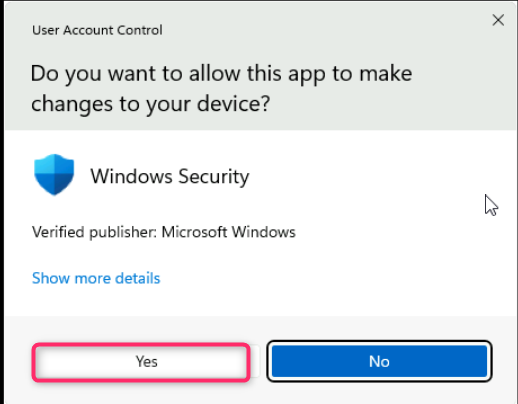 User Account Control
Do you want to allow this app to make
changes to your device?
Windows Security
Verified publisher: Microsoft Windows
Show more details
Yes
No